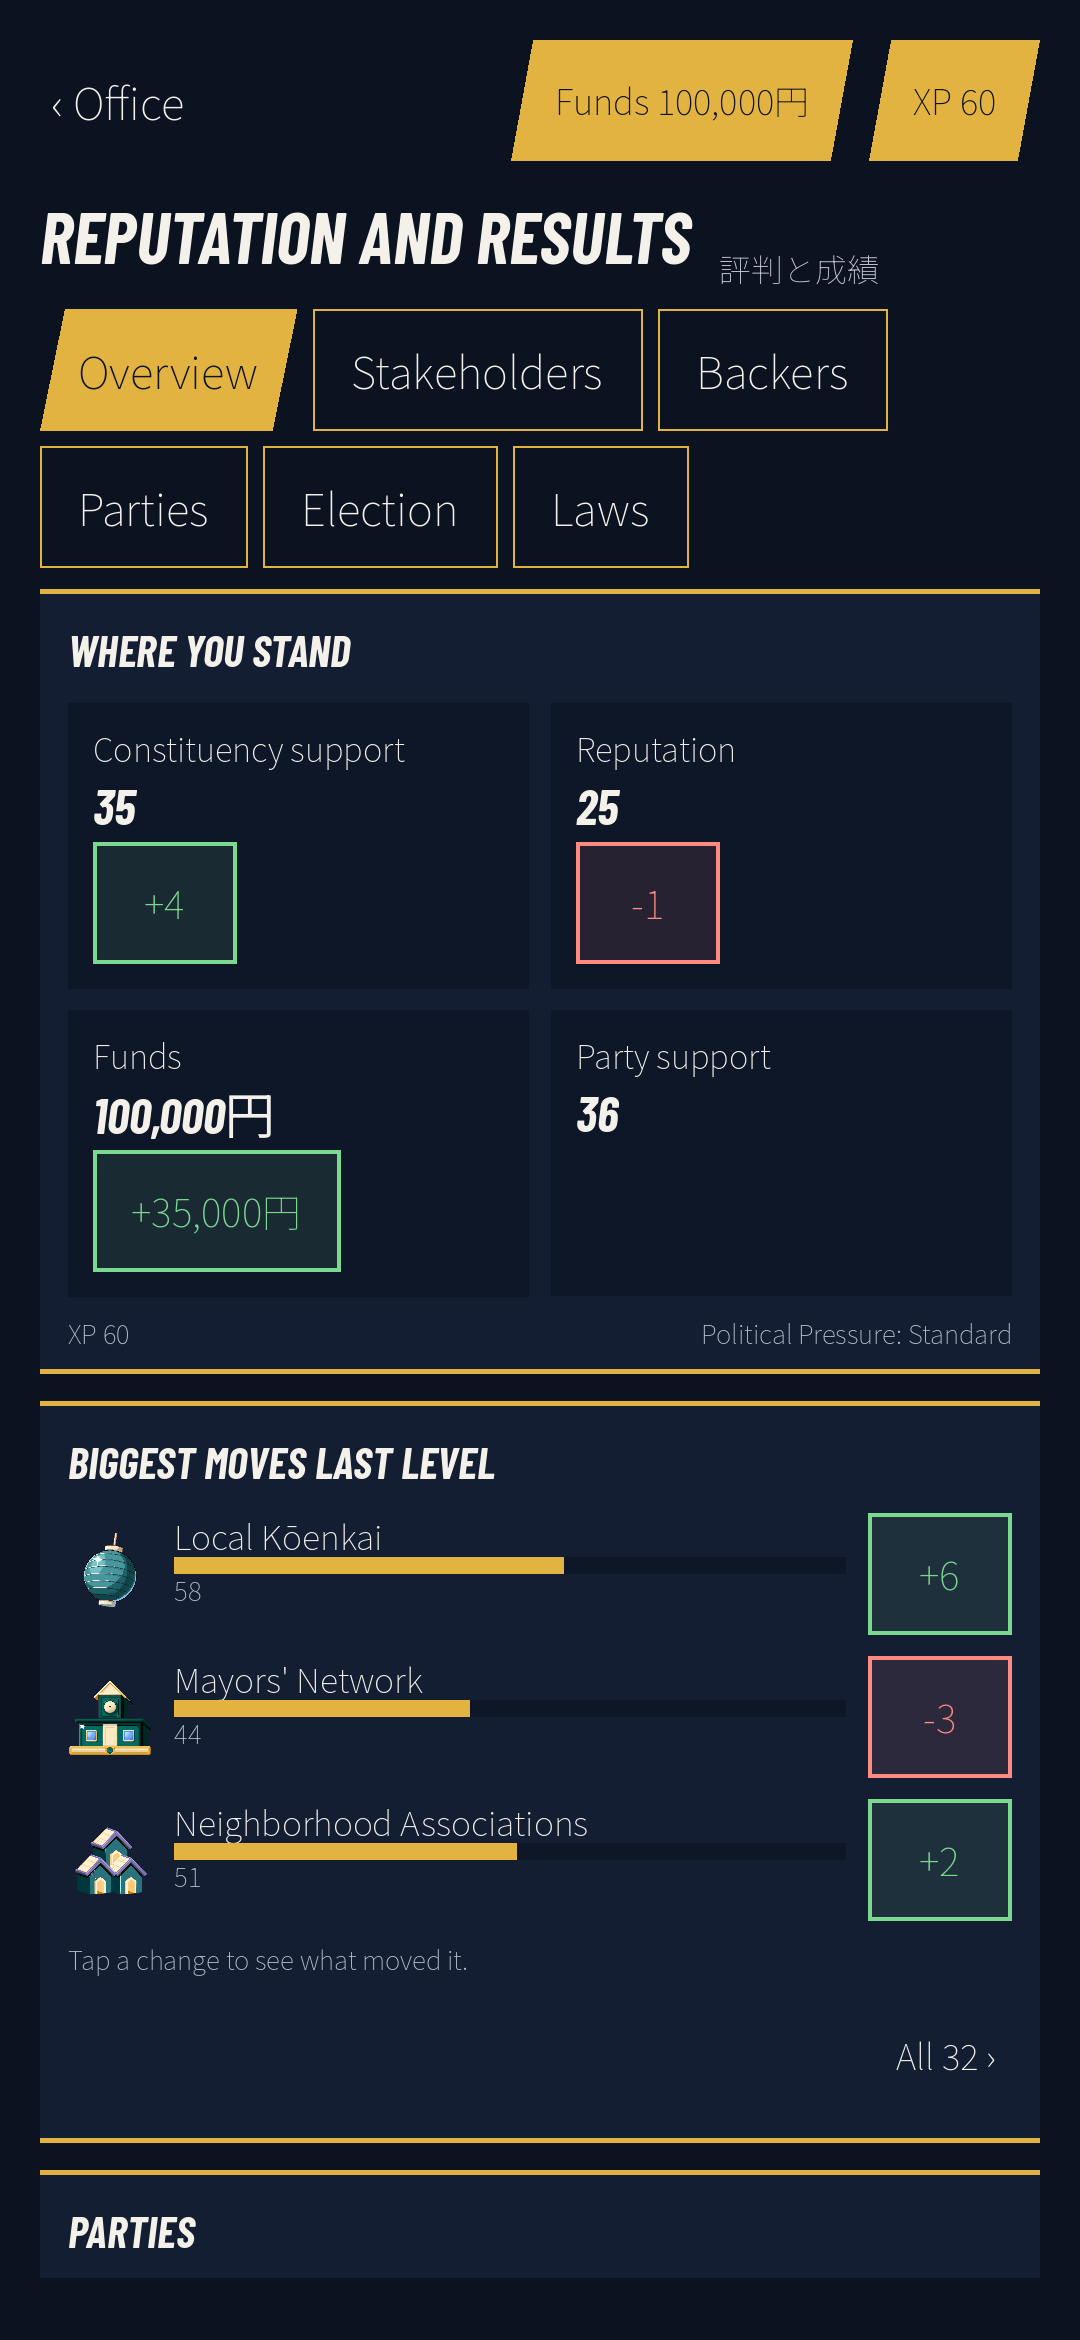 ‹ Office
Funds 100,000円
XP 60
REPUTATION AND RESULTS
評判と成績
Overview
Stakeholders
Backers
Parties
Election
Laws
WHERE YOU STAND
Constituency support
35
+4
Reputation
25
-1
Funds
100,000円
+35,000円
Party support
36
XP 60
Political Pressure: Standard
BIGGEST MOVES LAST LEVEL
Local Kōenkai
58
+6
Mayors' Network
44
-3
Neighborhood Associations
51
+2
Tap a change to see what moved it.
All 32 ›
PARTIES